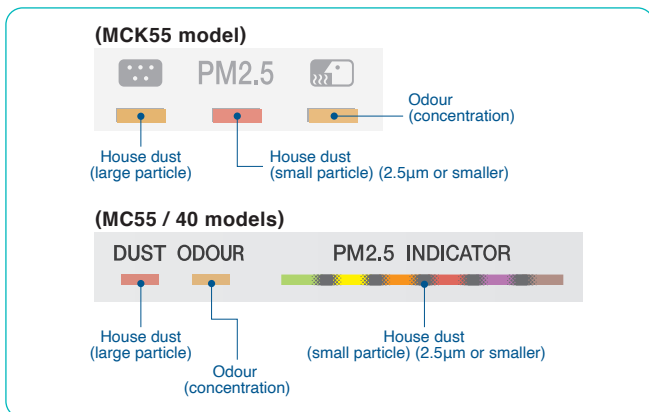 (MCK55 model)
PM2.5
Odour
(concentration)
House dust
(large particle)
House dust
(small particle) (2.5µm or smaller)
(MC55 / 40 models)
DUST ODOUR PM2.5 INDICATOR
House dust
(large particle)
House dust
(small particle) (2.5µm or smaller)
Odour
(concentration)